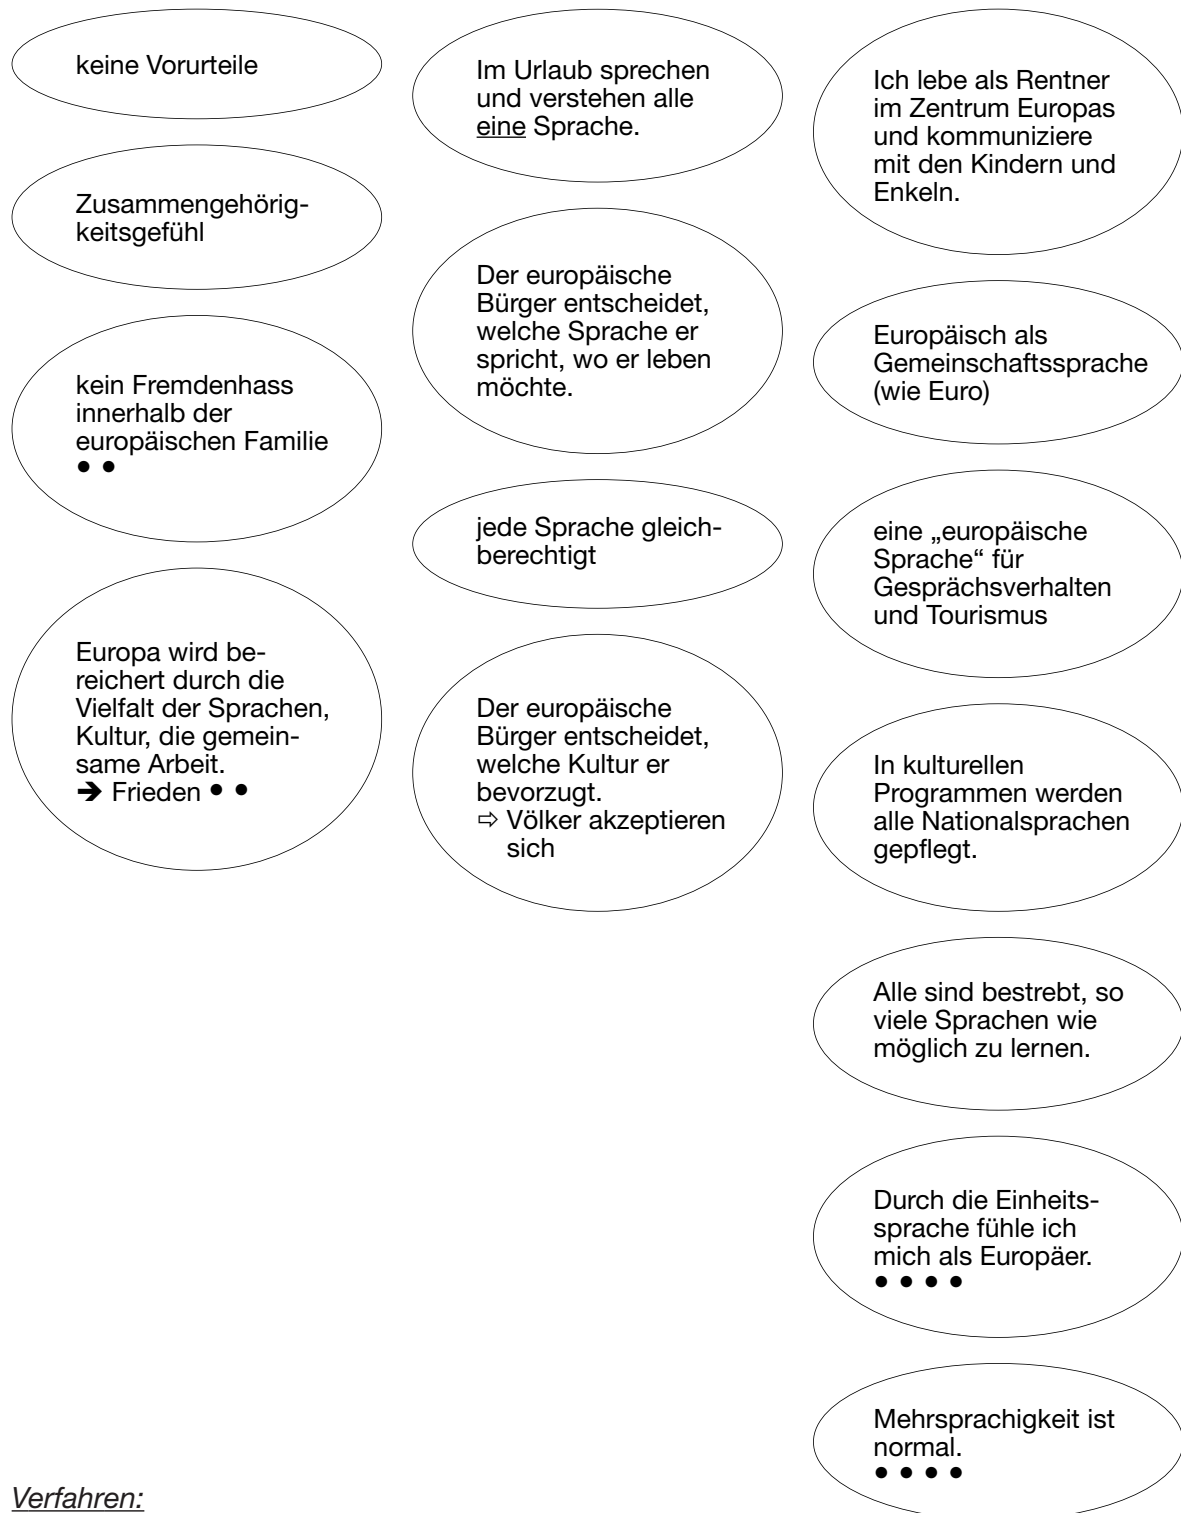 keine Vorurteile
Zusammengehörig-
keitsgefühl
kein Fremdenhass
innerhalb der
europäischen Familie
● ●
Europa wird be-
reichert durch die
Vielfalt der Sprachen,
Kultur, die gemein-
same Arbeit.
➔ Frieden ● ●
Im Urlaub sprechen
und verstehen alle
eine Sprache.
Der europäische
Bürger entscheidet,
welche Sprache er
spricht, wo er leben
möchte.
jede Sprache gleich-
berechtigt
Der europäische
Bürger entscheidet,
welche Kultur er
bevorzugt.
⇨ Völker akzeptieren
sich
Ich lebe als Rentner
im Zentrum Europas
und kommuniziere
mit den Kindern und
Enkeln.
Europäisch als
Gemeinschaftssprache
(wie Euro)
eine „europäische
Sprache“ für
Gesprächsverhalten
und Tourismus
In kulturellen
Programmen werden
alle Nationalsprachen
gepflegt.
Alle sind bestrebt, so
viele Sprachen wie
möglich zu lernen.
Durch die Einheits-
sprache fühle ich
mich als Europäer.
● ● ● ●
Mehrsprachigkeit ist
normal.
● ● ● ●
Verfahren: